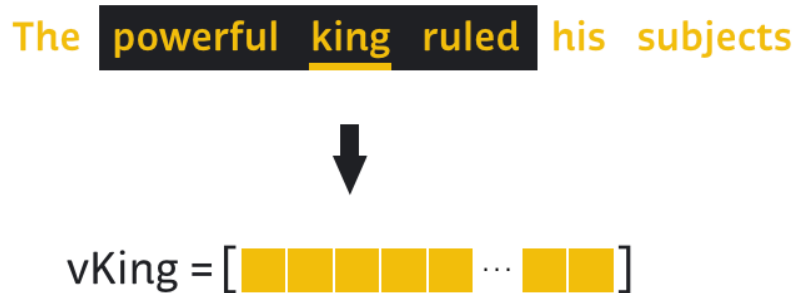 The powerful king ruled his subjects
vKing = [ ... ]